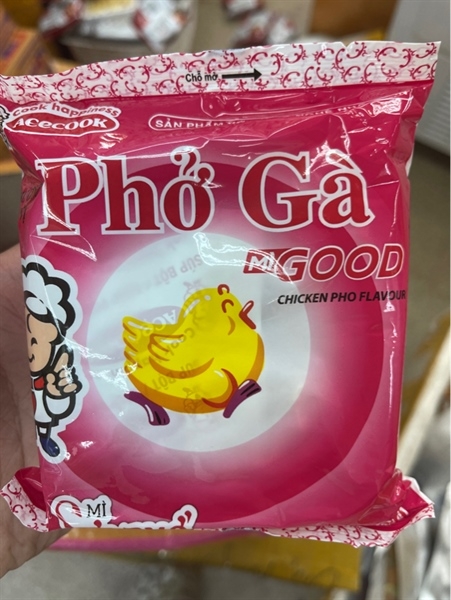 Chỗ mở
cook happiness
ACECOOK
SẢN PHẨM
Phở Gà
Mì GOOD
CHICKEN PHO FLAVOUR
MÌ